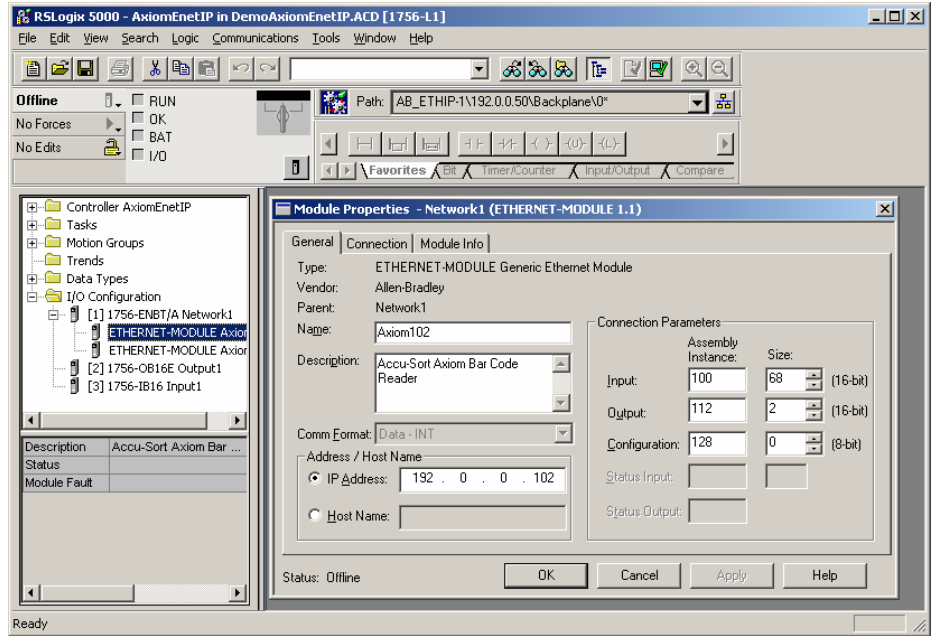 RSLogix 5000 - AxiomEnetIP in DemoAxiomEnetIP.ACD [1756-L1]
File Edit View Search Logic Communications Tools Window Help
Offline
RUN
No Forces
OK
No Edits
BAT
I/O
Path: AB_ETHIP-1\192.0.0.50\Backplane\0*
Favorites Bit Timer/Counter Input/Output Compare
Controller AxiomEnetIP
Tasks
Motion Groups
Trends
Data Types
I/O Configuration
[1] 1756-ENBT/A Network1
ETHERNET-MODULE Axiom
ETHERNET-MODULE Axiom
[2] 1756-OB16E Output1
[3] 1756-IB16 Input1
Description Accu-Sort Axiom Bar ...
Status
Module Fault
Module Properties - Network1 (ETHERNET-MODULE 1.1)
General Connection Module Info
Type: ETHERNET-MODULE Generic Ethernet Module
Vendor: Allen-Bradley
Parent: Network1
Name: Axiom102
Description: Accu-Sort Axiom Bar Code
Reader
Comm Format: Data - INT
Address / Host Name
IP Address: 192 . 0 . 0 . 102
Host Name:
Connection Parameters
Assembly
Instance: Size:
Input: 100 68 (16-bit)
Output: 112 2 (16-bit)
Configuration: 128 0 (8-bit)
Status Input:
Status Output:
Status: Offline
OK Cancel Apply Help
Ready